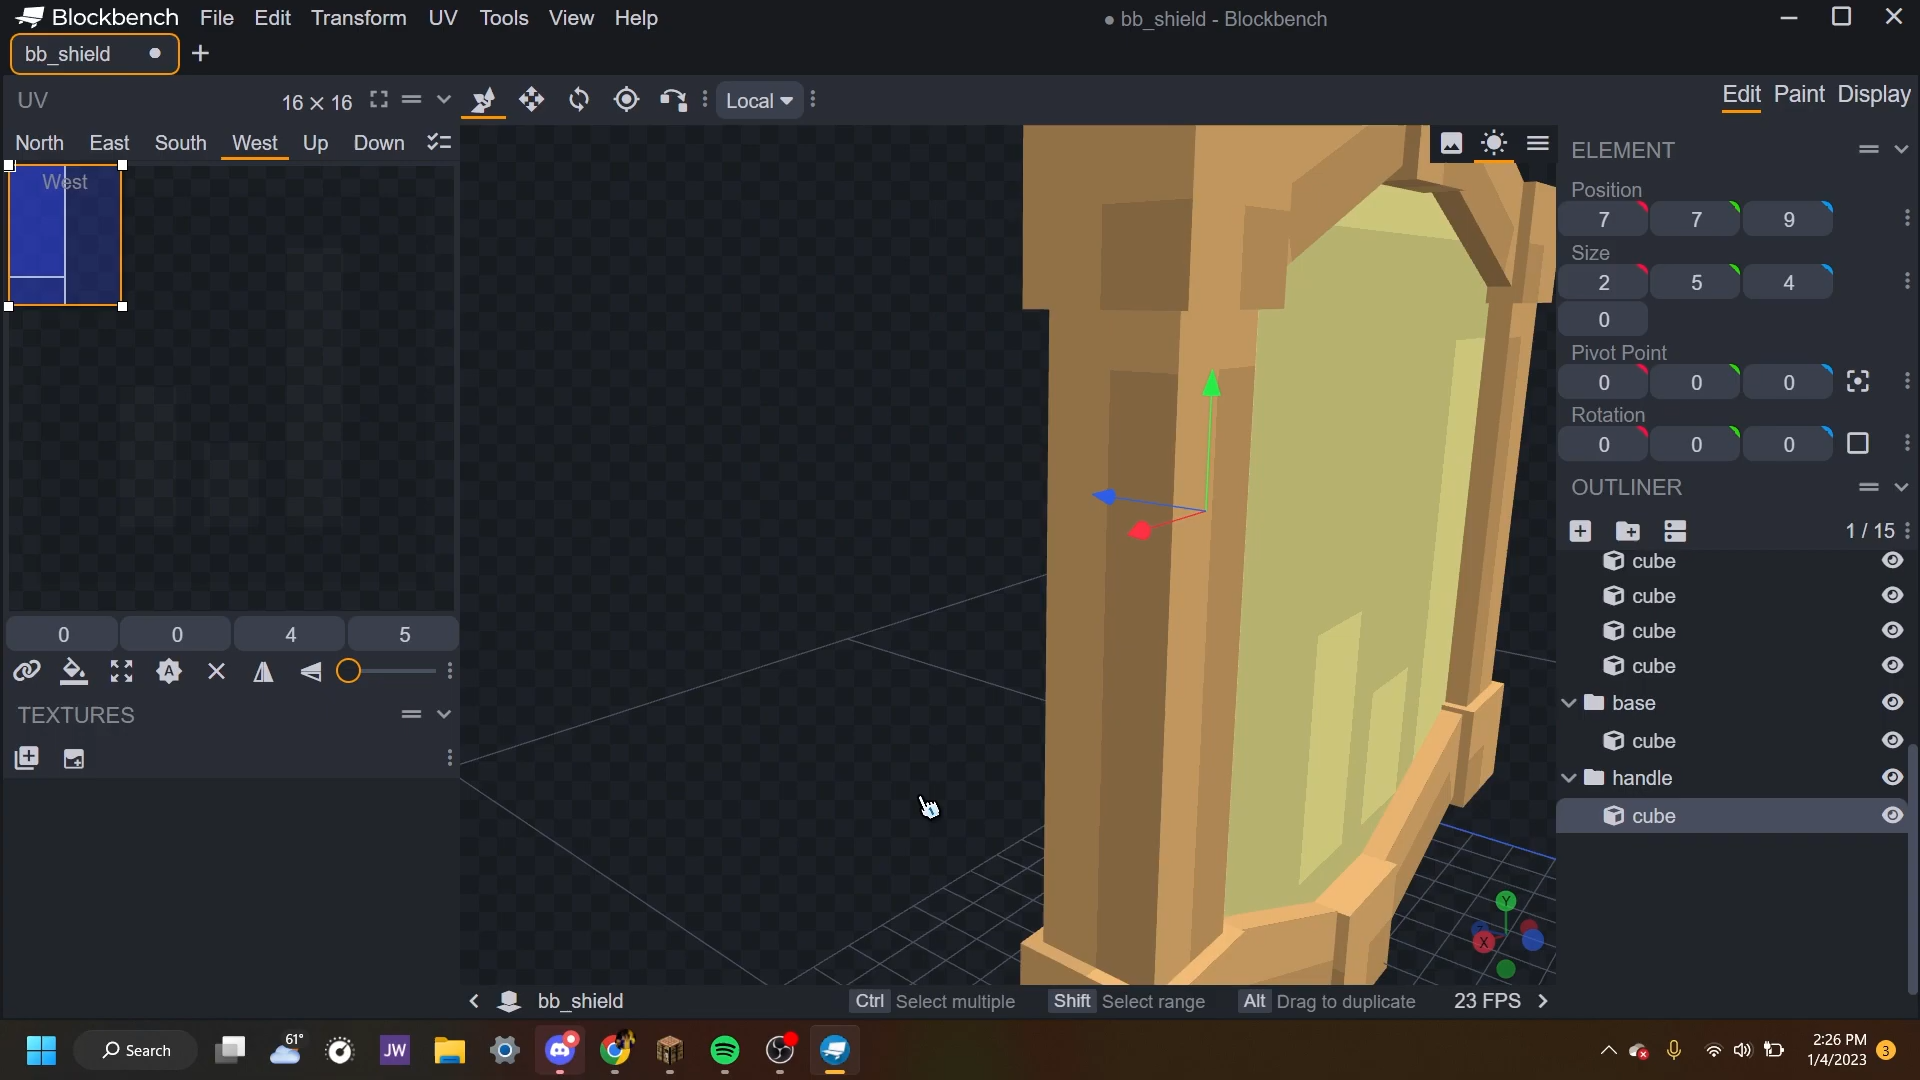 Blockbench File Edit Transform UV Tools View Help
bb_shield - Blockbench
bb_shield
UV
16 × 16
Local
Edit Paint Display
North East South West Up Down
West
0 0 4 5
TEXTURES
ELEMENT
Position
7 7 9
Size
2 5 4
0
Pivot Point
0 0 0
Rotation
0 0 0
OUTLINER
1 / 15
cube
cube
cube
cube
base
cube
handle
cube
Y
Z
X
bb_shield
Ctrl Select multiple Shift Select range Alt Drag to duplicate 23 FPS
Search
61°
JW
2:26 PM
1/4/2023
3